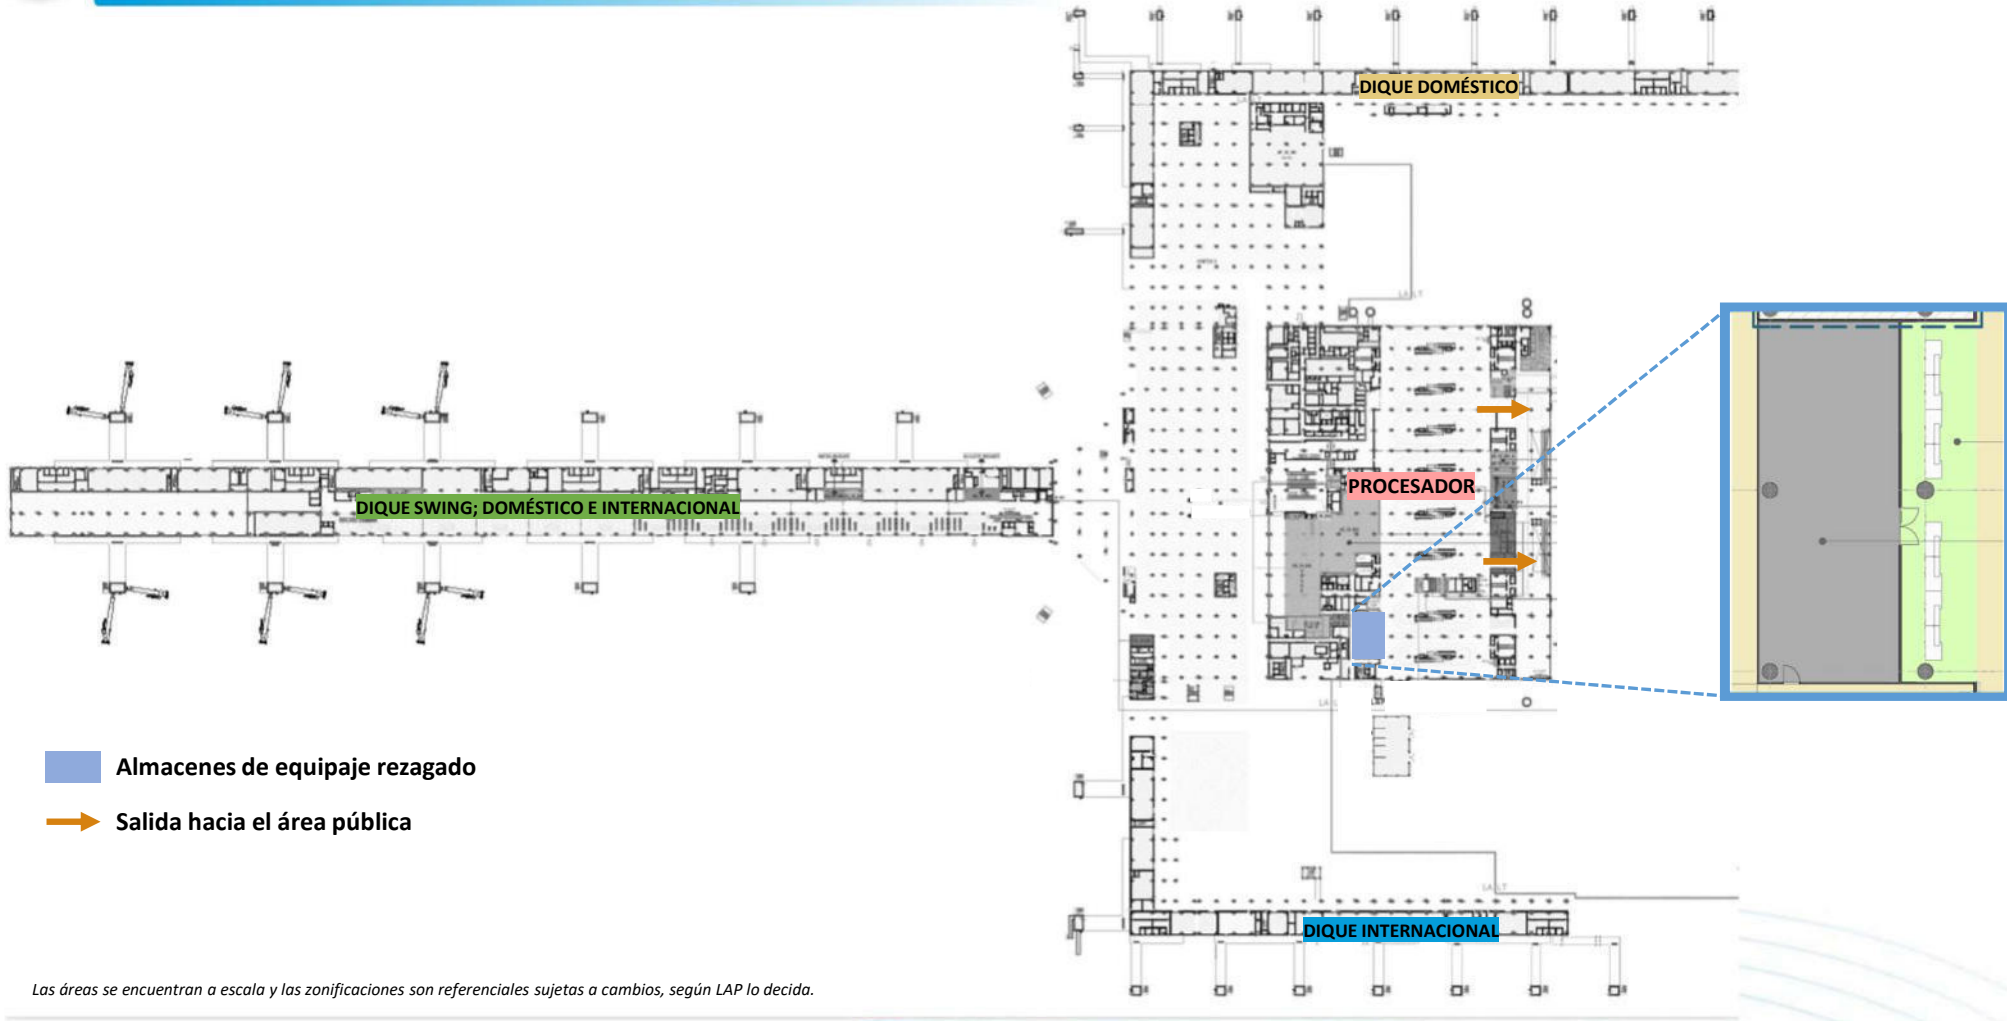 DIQUE DOMÉSTICO
PROCESADOR
DIQUE SWING; DOMÉSTICO E INTERNACIONAL
Almacenes de equipaje rezagado
Salida hacia el área pública
DIQUE INTERNACIONAL
Las áreas se encuentran a escala y las zonificaciones son referenciales sujetas a cambios, según LAP lo decida.